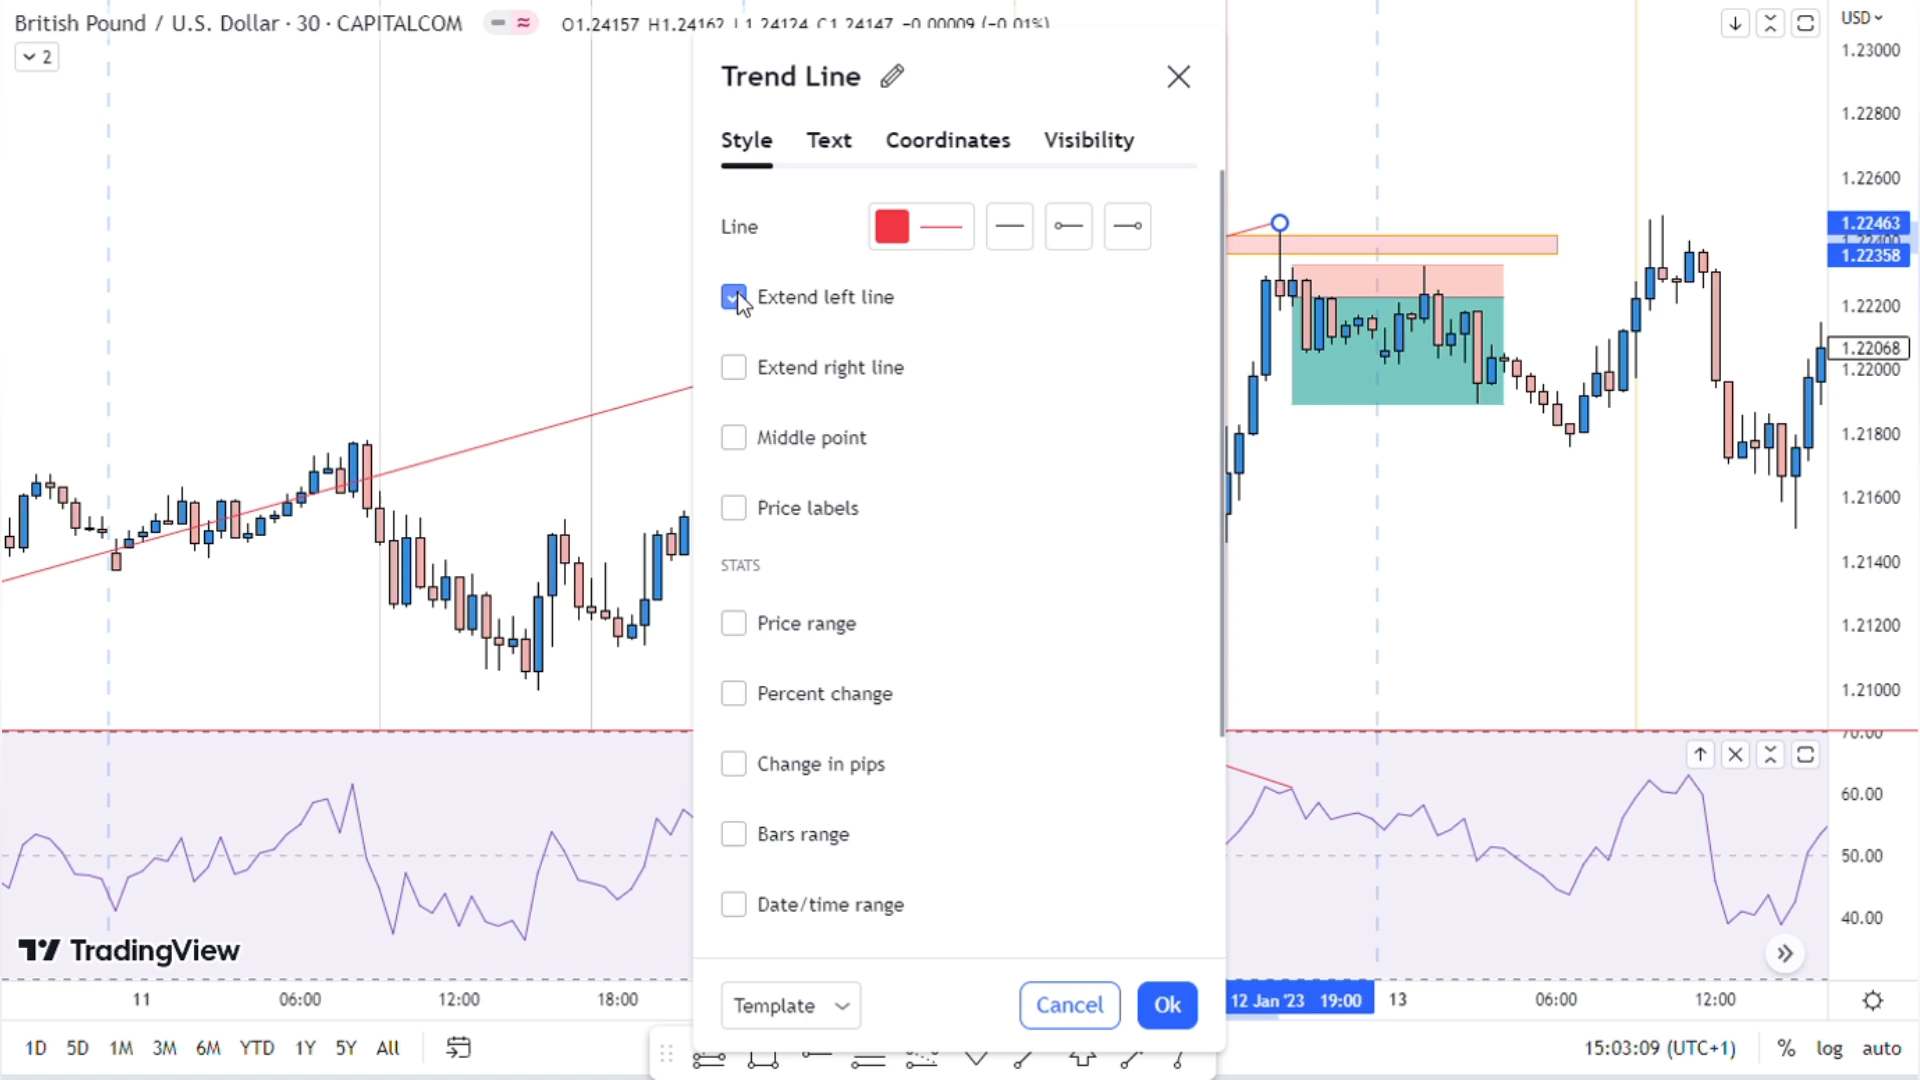 British Pound / U.S. Dollar · 30 · CAPITALCOM
O1.24157 H1.24162 L1.24124 C1.24147 −0.00009 (−0.01%)
USD
2
Trend Line
Style Text Coordinates Visibility
Line
Extend left line
Extend right line
Middle point
Price labels
STATS
Price range
Percent change
Change in pips
Bars range
Date/time range
Template
Cancel
Ok
1.23000
1.22800
1.22600
1.22463
1.22400
1.22358
1.22200
1.22068
1.22000
1.21800
1.21600
1.21400
1.21200
1.21000
70.00
60.00
50.00
40.00
TradingView
11 06:00 12:00 18:00 12 Jan '23 19:00 13 06:00 12:00
1D 5D 1M 3M 6M YTD 1Y 5Y All
15:03:09 (UTC+1) % log auto